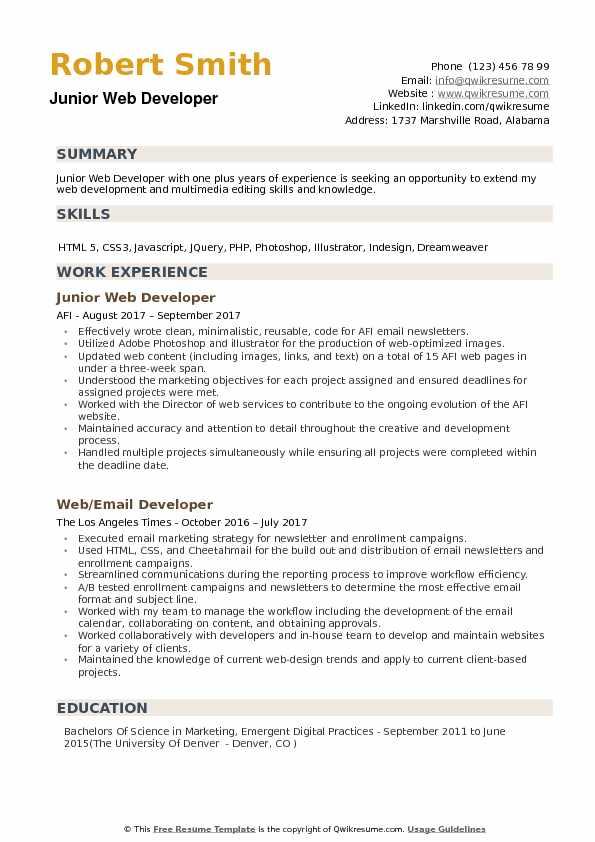 Robert Smith
Junior Web Developer
Phone (123) 456 78 99
Email: info@qwikresume.com
Website : www.qwikresume.com
LinkedIn: linkedin.com/qwikresume
Address: 1737 Marshville Road, Alabama
SUMMARY
Junior Web Developer with one plus years of experience is seeking an opportunity to extend my
web development and multimedia editing skills and knowledge.
SKILLS
HTML 5, CSS3, Javascript, JQuery, PHP, Photoshop, Illustrator, Indesign, Dreamweaver
WORK EXPERIENCE
Junior Web Developer
AFI - August 2017 – September 2017
• Effectively wrote clean, minimalistic, reusable, code for AFI email newsletters.
• Utilized Adobe Photoshop and illustrator for the production of web-optimized images.
• Updated web content (including images, links, and text) on a total of 15 AFI web pages in
under a three-week span.
• Understood the marketing objectives for each project assigned and ensured deadlines for
assigned projects were met.
• Worked with the Director of web services to contribute to the ongoing evolution of the AFI
website.
• Maintained accuracy and attention to detail throughout the creative and development
process.
• Handled multiple projects simultaneously while ensuring all projects were completed within
the deadline date.
Web/Email Developer
The Los Angeles Times - October 2016 – July 2017
• Executed email marketing strategy for newsletter and enrollment campaigns.
• Used HTML, CSS, and Cheetahmail for the build out and distribution of email newsletters and
enrollment campaigns.
• Streamlined communications during the reporting process to improve workflow efficiency.
• A/B tested enrollment campaigns and newsletters to determine the most effective email
format and subject line.
• Worked with my team to manage the workflow including the development of the email
calendar, collaborating on content, and obtaining approvals.
• Worked collaboratively with developers and in-house team to develop and maintain websites
for a variety of clients.
• Maintained the knowledge of current web-design trends and apply to current client-based
projects.
EDUCATION
Bachelors Of Science in Marketing, Emergent Digital Practices - September 2011 to June
2015(The University Of Denver - Denver, CO )
© This Free Resume Template is the copyright of Qwikresume.com. Usage Guidelines